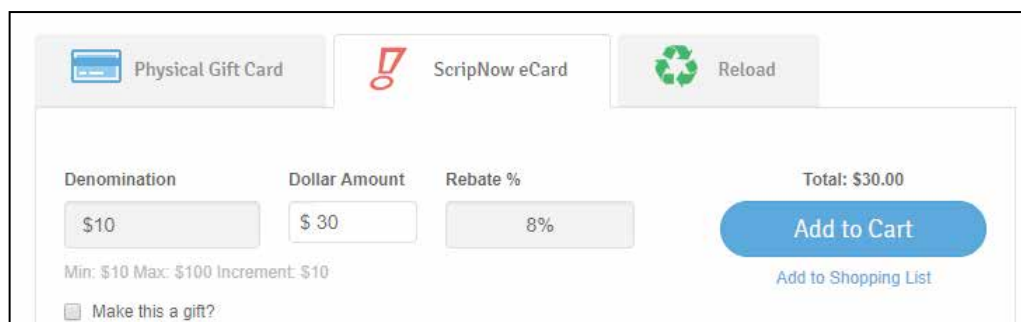 Physical Gift Card
ScripNow eCard
Reload
Denomination
Dollar Amount
Rebate %
Total: $30.00
$10
$ 30
8%
Add to Cart
Min: $10 Max: $100 Increment: $10
Add to Shopping List
Make this a gift?